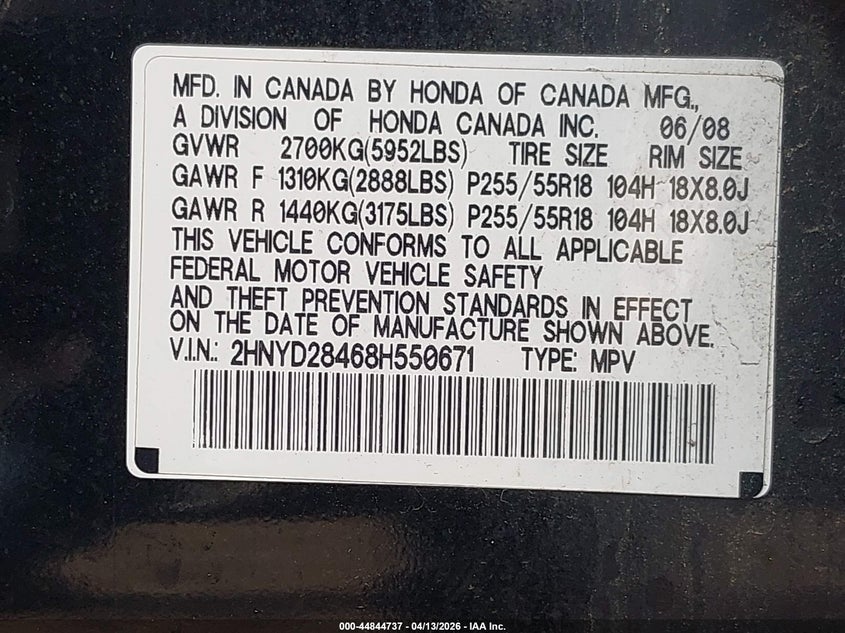 MFD. IN CANADA BY HONDA OF CANADA MFG.,
A DIVISION OF HONDA CANADA INC. 06/08
GVWR 2700KG(5952LBS) TIRE SIZE RIM SIZE
GAWR F 1310KG(2888LBS) P255/55R18 104H 18X8.0J
GAWR R 1440KG(3175LBS) P255/55R18 104H 18X8.0J
THIS VEHICLE CONFORMS TO ALL APPLICABLE
FEDERAL MOTOR VEHICLE SAFETY
AND THEFT PREVENTION STANDARDS IN EFFECT
ON THE DATE OF MANUFACTURE SHOWN ABOVE.
V.I.N.: 2HNYD28468H550671 TYPE: MPV
000-44844737 - 04/13/2026 - IAA Inc.